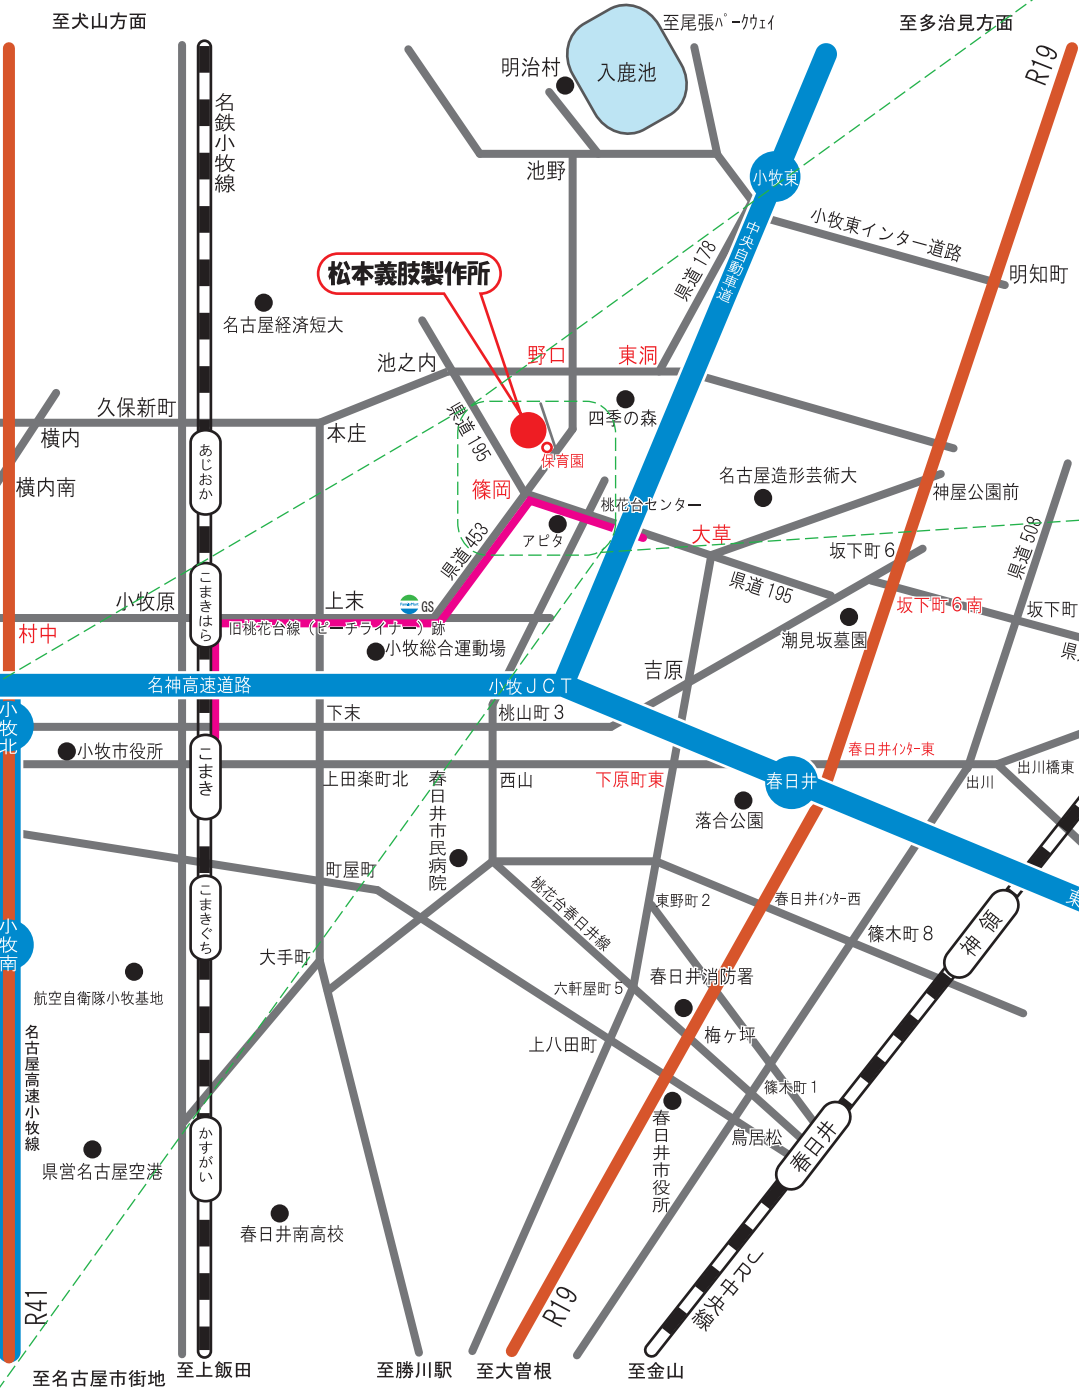 至犬山方面
至尾張ﾊﾟｰｸｳｪｲ
至多治見方面
R19
明治村
入鹿池
名鉄小牧線
池野
小牧東
小牧東インター道路
中央自動車道
県道178
明知町
松本義肢製作所
名古屋経済短大
池之内
野口
東洞
久保新町
横内
本庄
県道195
四季の森
保育園
横内南
あじおか
篠岡
名古屋造形芸術大
神屋公園前
桃花台センター
アピタ
大草
坂下町6
県道508
県道453
県道195
小牧原
こまきはら
上末
GS
坂下町6南
坂下町
村中
旧桃花台線（ピーチライナー）跡
小牧総合運動場
潮見坂墓園
県
吉原
名神高速道路
小牧JCT
小牧北
下末
桃山町3
小牧市役所
こまき
春日井ｲﾝﾀｰ東
上田楽町北
春日井市民病院
西山
下原町東
春日井
出川
出川橋東
落合公園
町屋町
こまきぐち
桃花台春日井線
東野町2
春日井ｲﾝﾀｰ西
東
小牧南
篠木町8
神領
大手町
航空自衛隊小牧基地
六軒屋町5
春日井消防署
名古屋高速小牧線
上八田町
梅ヶ坪
篠木町1
かすがい
春日井市役所
鳥居松
春日井
県営名古屋空港
春日井南高校
JR中央線
R41
R19
至名古屋市街地
至上飯田
至勝川駅
至大曽根
至金山